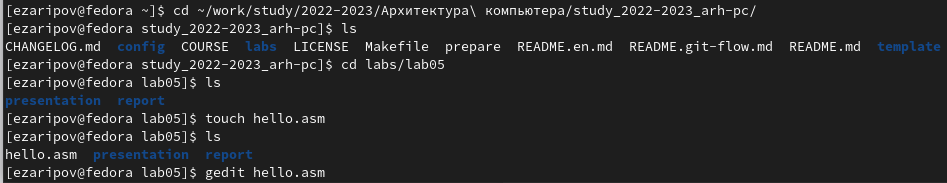 [ezaripov@fedora ~]$ cd ~/work/study/2022-2023/Архитектура\ компьютера/study_2022-2023_arh-pc/
[ezaripov@fedora study_2022-2023_arh-pc]$ ls
CHANGELOG.md  config  COURSE  labs  LICENSE  Makefile  prepare  README.en.md  README.git-flow.md  README.md  template
[ezaripov@fedora study_2022-2023_arh-pc]$ cd labs/lab05
[ezaripov@fedora lab05]$ ls
presentation  report
[ezaripov@fedora lab05]$ touch hello.asm
[ezaripov@fedora lab05]$ ls
hello.asm  presentation  report
[ezaripov@fedora lab05]$ gedit hello.asm